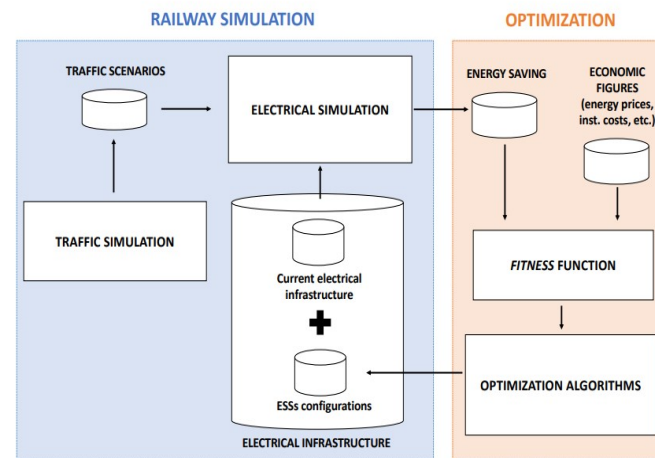 RAILWAY SIMULATION
OPTIMIZATION
TRAFFIC SCENARIOS
ELECTRICAL SIMULATION
ENERGY SAVING
ECONOMIC
FIGURES
(energy prices,
inst. costs, etc.)
TRAFFIC SIMULATION
Current electrical
infrastructure
FITNESS FUNCTION
ESSs configurations
OPTIMIZATION ALGORITHMS
ELECTRICAL INFRASTRUCTURE